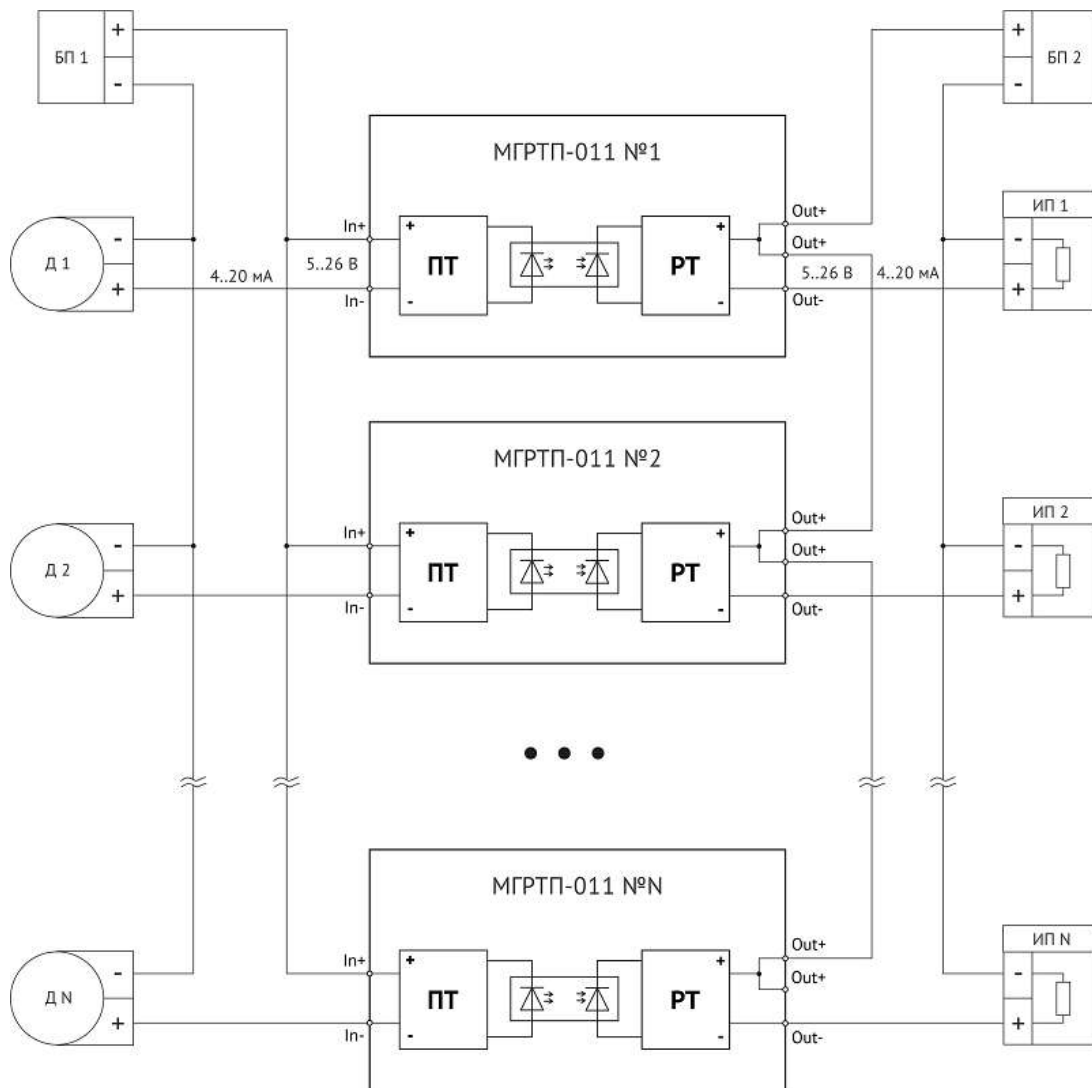 БП 1
+
-
+
-
БП 2
МГРТП-011 №1
Д 1
-
+
4..20 мА
In+
5..26 В
In-
+
ПТ
-
+
РТ
-
Out+
Out+
5..26 В
4..20 мА
Out-
ИП 1
-
+
МГРТП-011 №2
Д 2
-
+
In+
In-
+
ПТ
-
+
РТ
-
Out+
Out+
Out-
ИП 2
-
+
• • •
МГРТП-011 №N
Д N
-
+
In+
In-
+
ПТ
-
+
РТ
-
Out+
Out+
Out-
ИП N
-
+